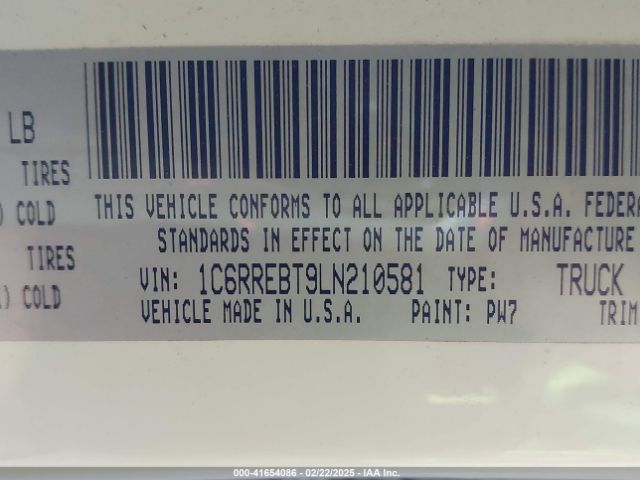 LB
TIRES
) COLD
TIRES
) COLD
THIS VEHICLE CONFORMS TO ALL APPLICABLE U.S.A. FEDERA
STANDARDS IN EFFECT ON THE DATE OF MANUFACTURE
VIN: 1C6RREBT9LN210581 TYPE: TRUCK
VEHICLE MADE IN U.S.A. PAINT: PW7 TRIM
000-41654086 - 02/22/2025 - IAA Inc.